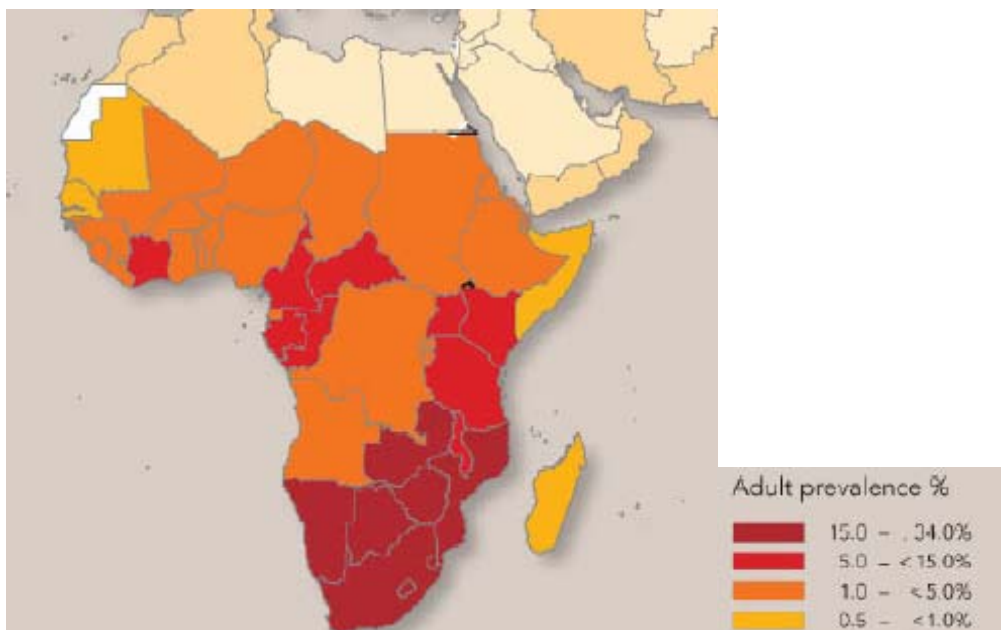 Adult prevalence %
15.0 – . 34.0%
5.0 – <15.0%
1.0 – <5.0%
0.5 – <1.0%